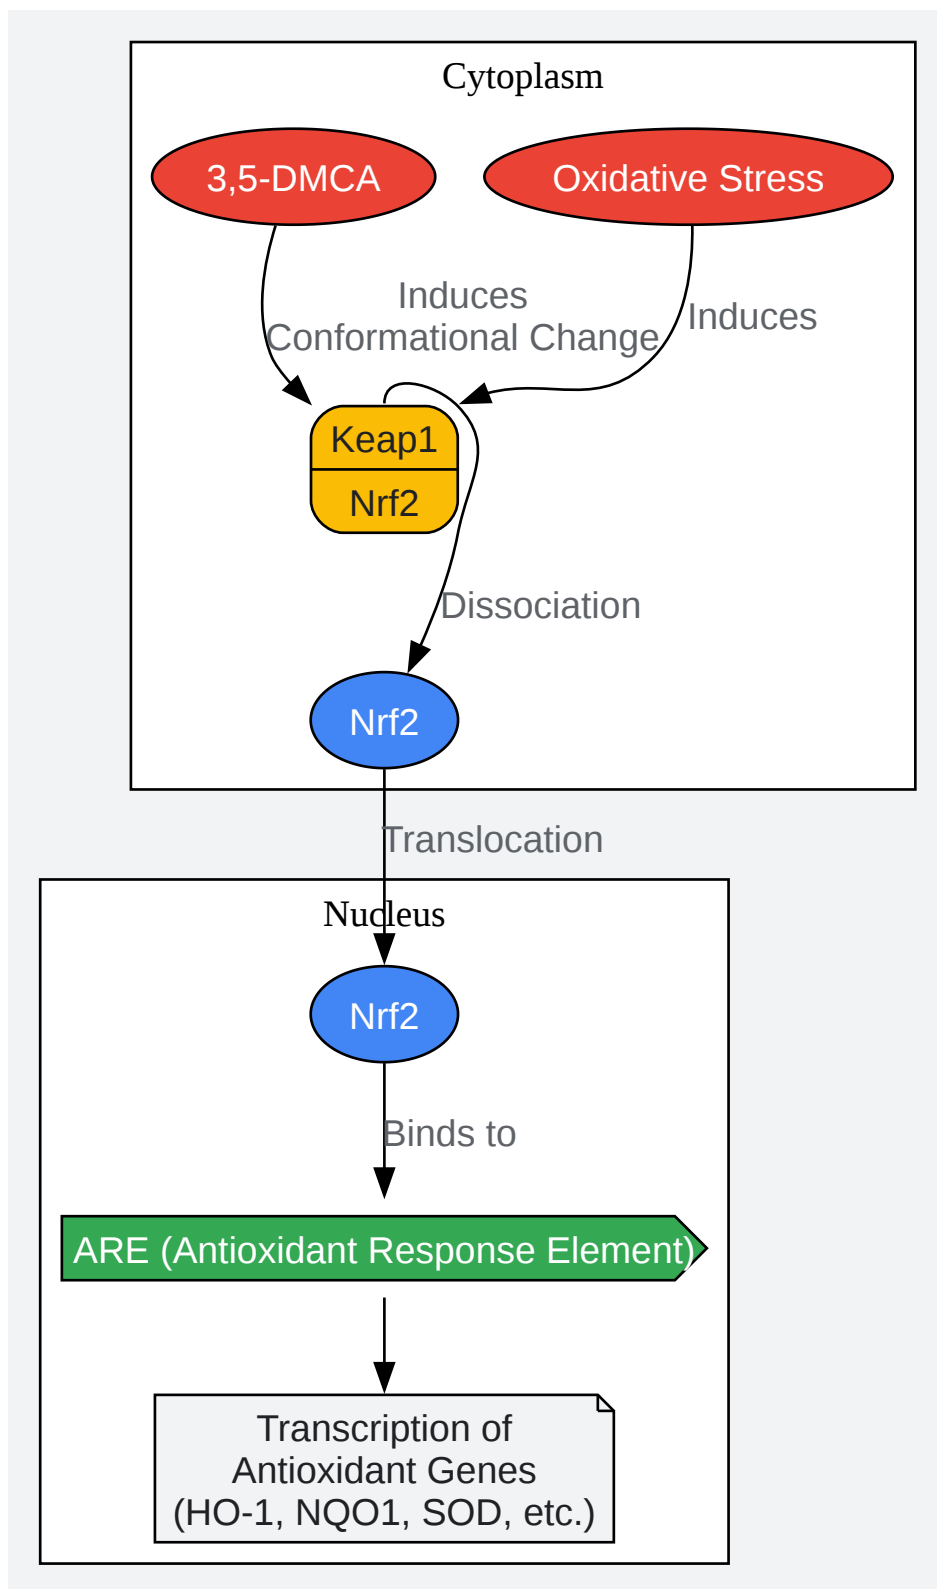 Cytoplasm
3,5-DMCA
Oxidative Stress
Induces
Conformational Change
Induces
Keap1
Nrf2
Dissociation
Nrf2
Translocation
Nucleus
Nrf2
Binds to
ARE (Antioxidant Response Element)
Transcription of
Antioxidant Genes
(HO-1, NQO1, SOD, etc.)